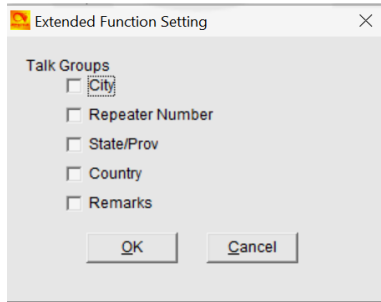 Extended Function Setting
Talk Groups
City
Repeater Number
State/Prov
Country
Remarks
OK
Cancel